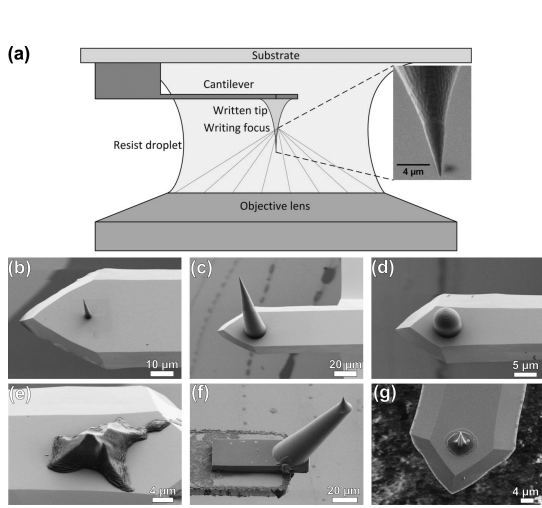 (a)
Substrate
Cantilever
Written tip
Writing focus
Resist droplet
4 µm
Objective lens
(b)
10 µm
(c)
20 µm
(d)
5 µm
(e)
4 µm
(f)
20 µm
(g)
4 µm